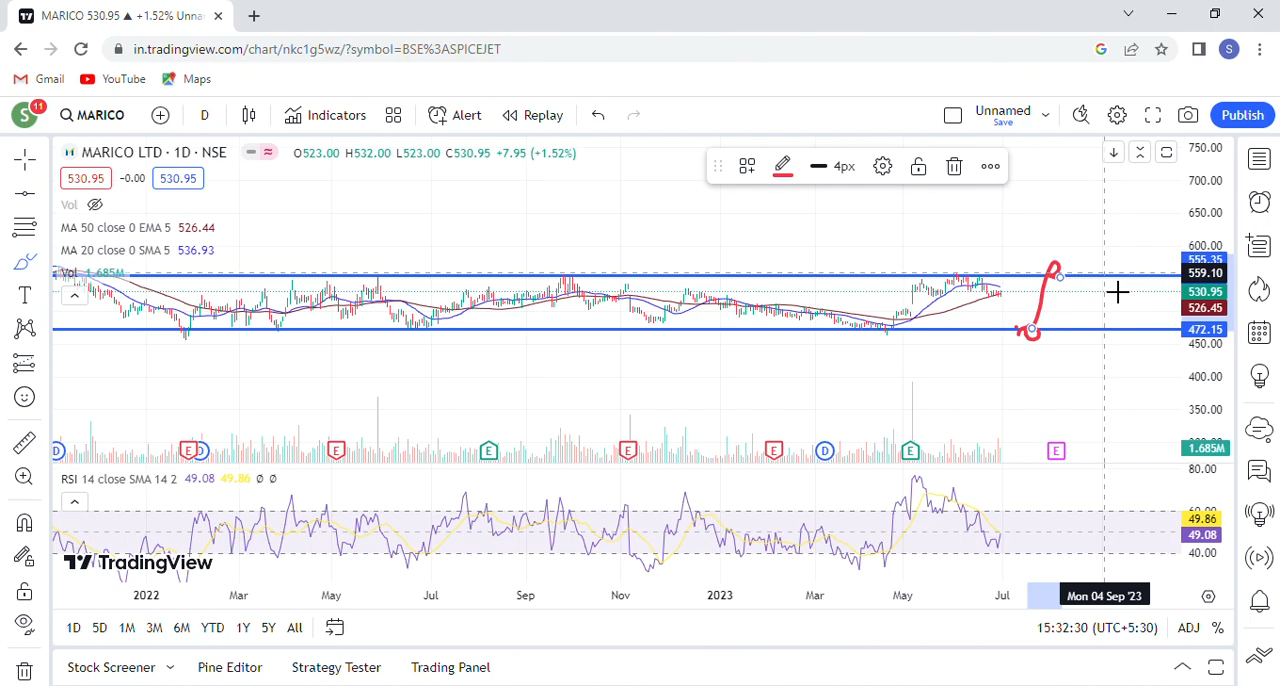 MARICO 530.95 ▲ +1.52% Unna
in.tradingview.com/chart/nkc1g5wz/?symbol=BSE%3ASPICEJET
S
Gmail YouTube Maps
S 11 MARICO D Indicators Alert Replay Unnamed Save Publish
MARICO LTD · 1D · NSE O523.00 H532.00 L523.00 C530.95 +7.95 (+1.52%)
530.95 -0.00 530.95
4px
Vol
MA 50 close 0 EMA 5 526.44
MA 20 close 0 SMA 5 536.93
Vol 1.685M
750.00
700.00
650.00
600.00
555.35
559.10
530.95
526.45
472.15
450.00
400.00
350.00
1.685M
D E D E E E E D E E
RSI 14 close SMA 14 2 49.08 49.86 Ø Ø
80.00
49.86
49.08
40.00
TradingView
2022 Mar May Jul Sep Nov 2023 Mar May Jul Mon 04 Sep '23
1D 5D 1M 3M 6M YTD 1Y 5Y All 15:32:30 (UTC+5:30) ADJ %
Stock Screener Pine Editor Strategy Tester Trading Panel